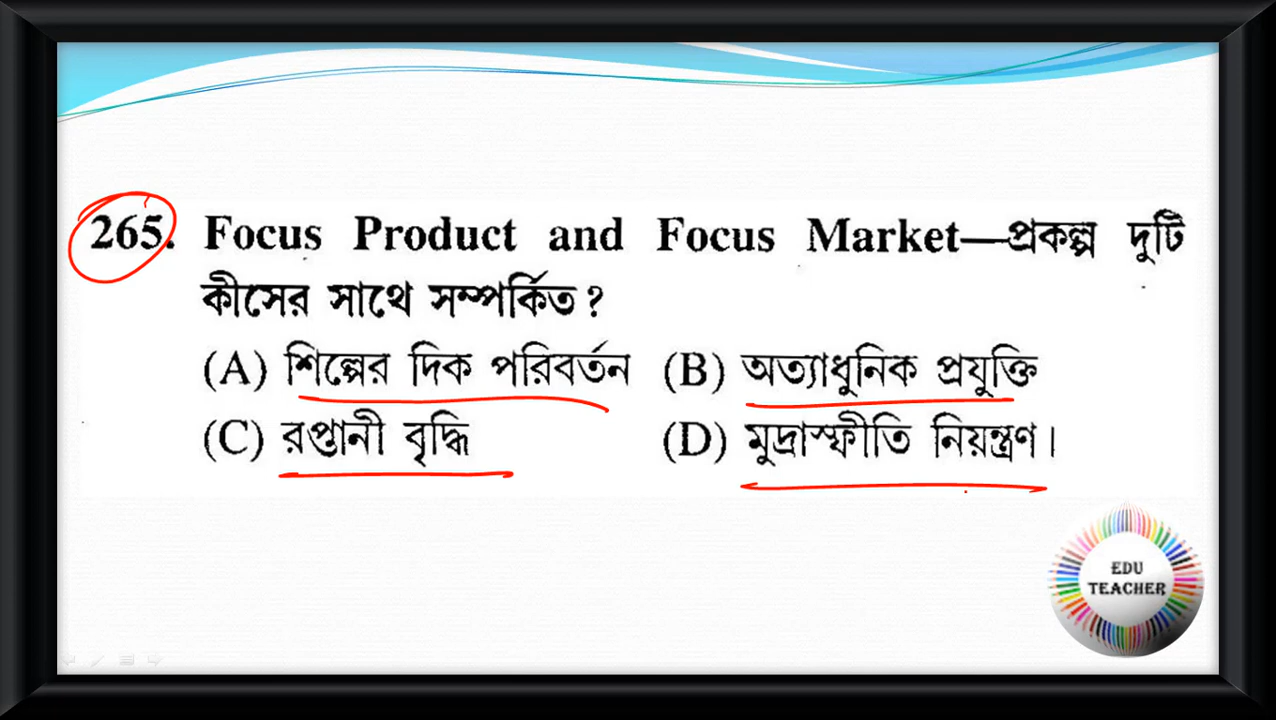 265. Focus Product and Focus Market—প্রকল্প দুটি
কীসের সাথে সম্পর্কিত?
(A) শিল্পের দিক পরিবর্তন (B) অত্যাধুনিক প্রযুক্তি
(C) রপ্তানী বৃদ্ধি (D) মুদ্রাস্ফীতি নিয়ন্ত্রণ।
EDU
TEACHER